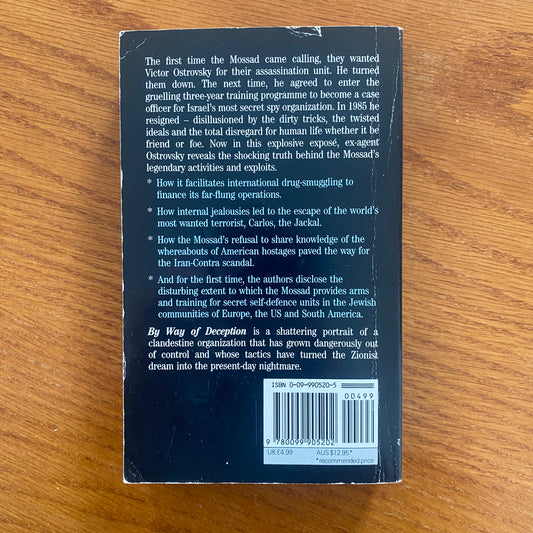 The first time the Mossad came calling, they wanted
Victor Ostrovsky for their assassination unit. He turned
them down. The next time, he agreed to enter the
gruelling three-year training programme to become a case
officer for Israel's most secret spy organization. In 1985 he
resigned – disillusioned by the dirty tricks, the twisted
ideals and the total disregard for human life whether it be
friend or foe. Now in this explosive exposé, ex-agent
Ostrovsky reveals the shocking truth behind the Mossad's
legendary activities and exploits.
* How it facilitates international drug-smuggling to
finance its far-flung operations.
* How internal jealousies led to the escape of the world's
most wanted terrorist, Carlos, the Jackal.
* How the Mossad's refusal to share knowledge of the
whereabouts of American hostages paved the way for
the Iran-Contra scandal.
* And for the first time, the authors disclose the
disturbing extent to which the Mossad provides arms
and training for secret self-defence units in the Jewish
communities of Europe, the US and South America.
By Way of Deception is a shattering portrait of a
clandestine organization that has grown dangerously out
of control and whose tactics have turned the Zionist
dream into the present-day nightmare.
ISBN 0-09-990520-5
00499
9 780099 905202
UK £4.99 AUS $12.95*
*recommended price